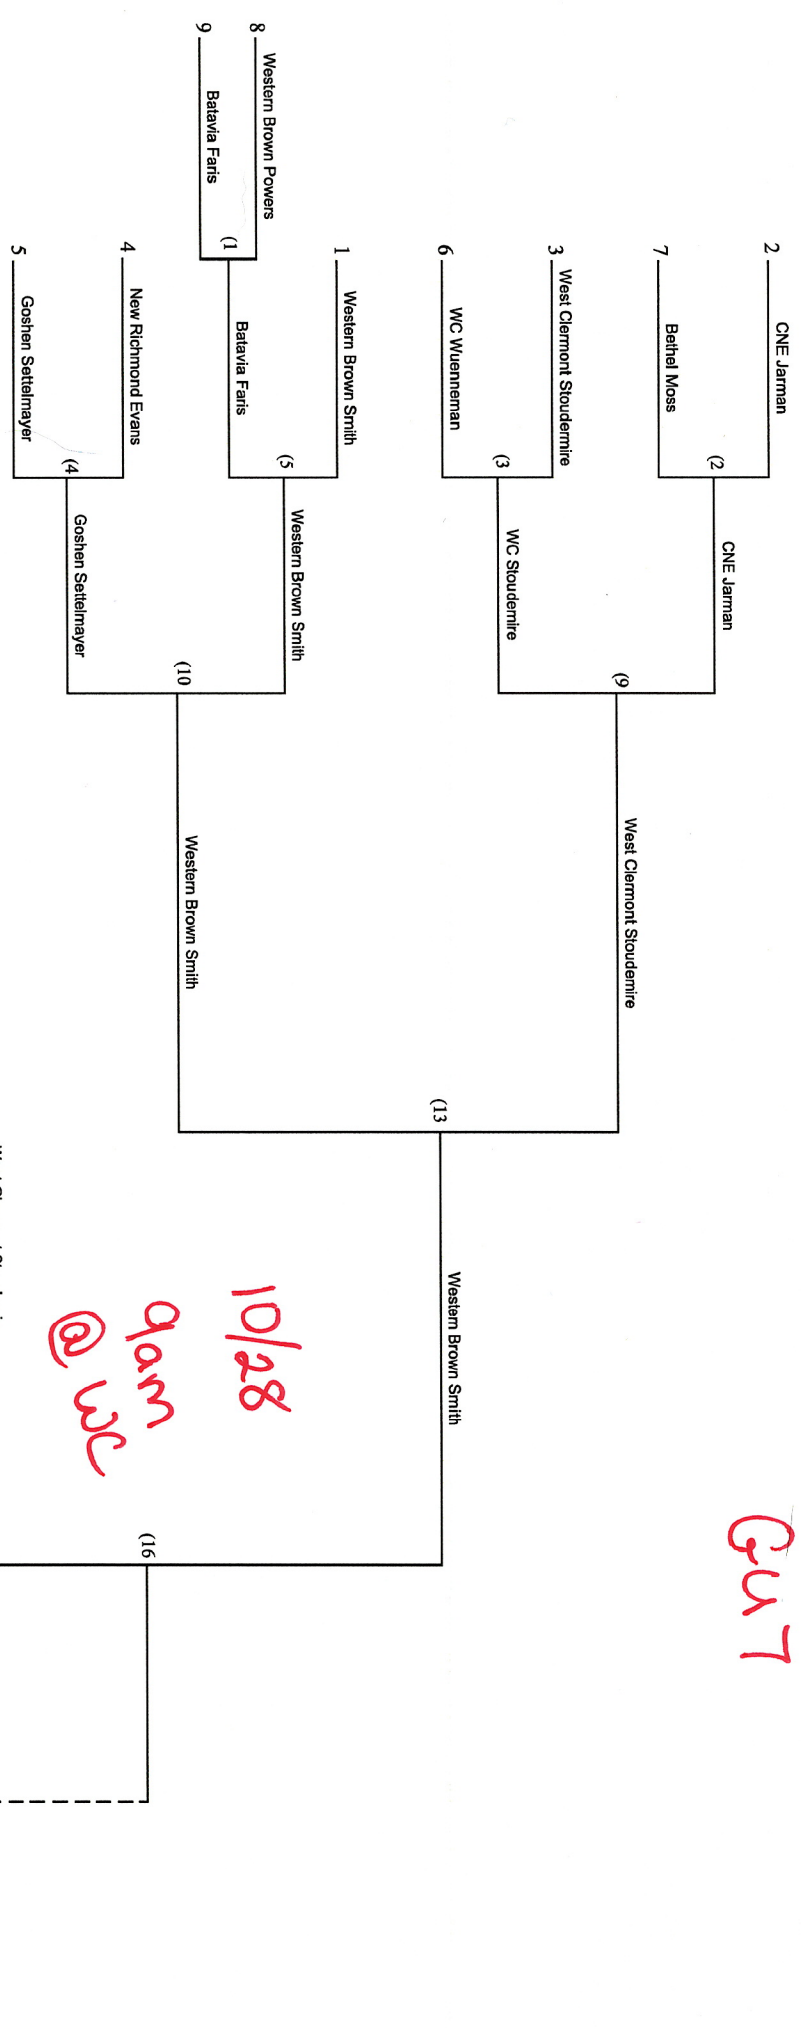 GU7
2
CNE Jarman
7
Bethel Moss
(2
CNE Jarman
3
West Clermont Stoudermire
6
WC Wuenneman
(3
WC Stoudemire
(9
West Clermont Stoudemire
1
Western Brown Smith
8
Western Brown Powers
9
Batavia Faris
(1
Batavia Faris
(5
Western Brown Smith
4
New Richmond Evans
5
Goshen Settelmayer
(4
Goshen Settelmayer
(10
Western Brown Smith
(13
Western Brown Smith
10/28
9am
@ WC
(16